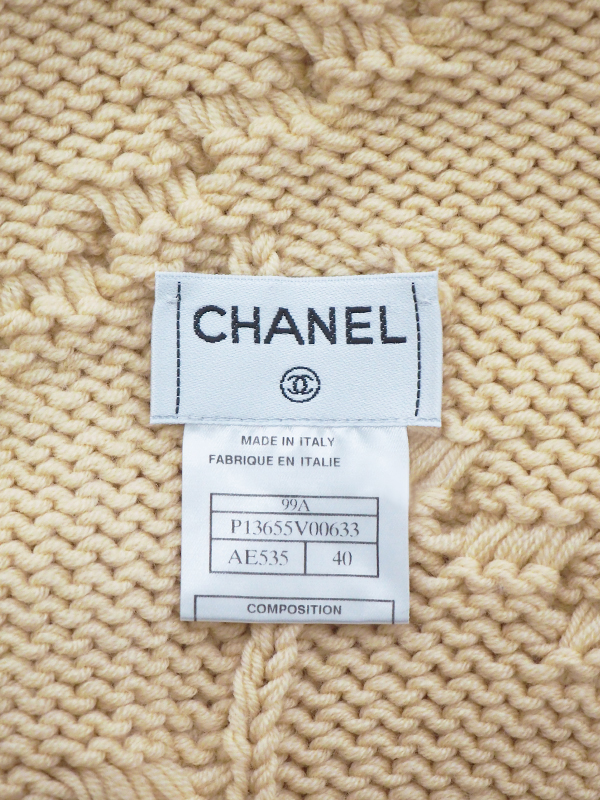 CHANEL
MADE IN ITALY
FABRIQUE EN ITALIE
99A
P13655V00633
AE535 40
COMPOSITION